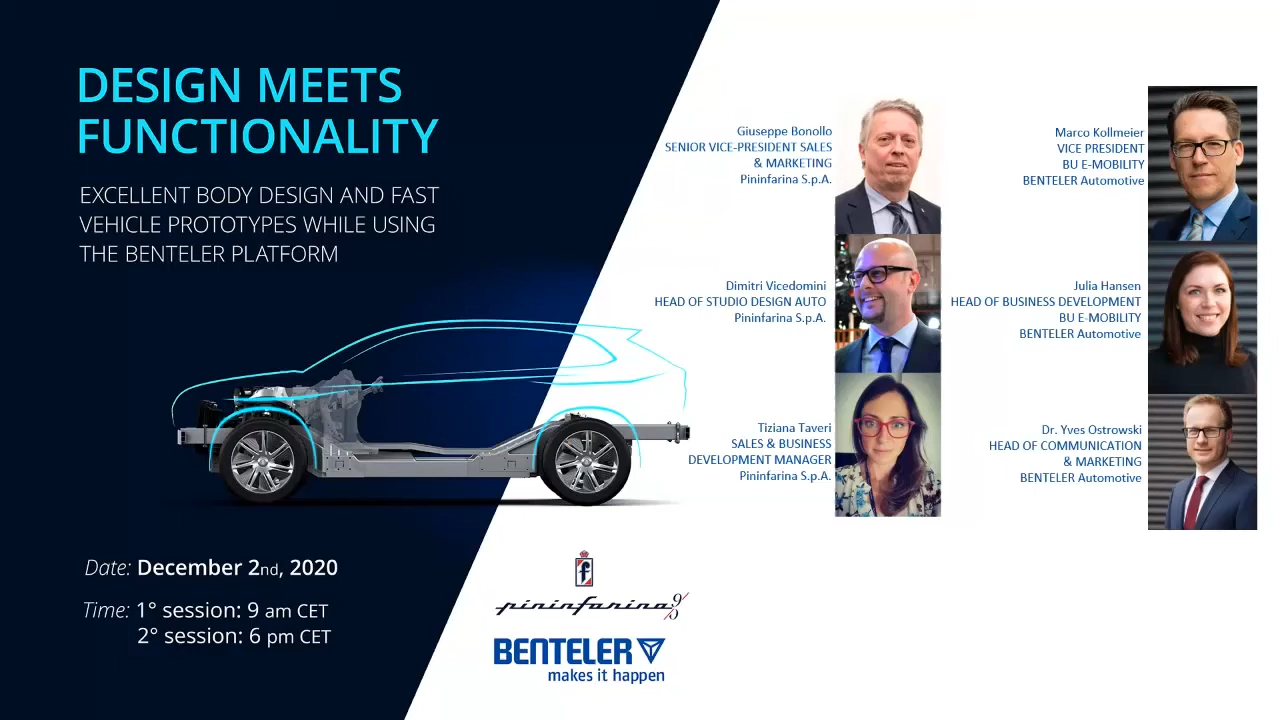 DESIGN MEETS
FUNCTIONALITY
EXCELLENT BODY DESIGN AND FAST
VEHICLE PROTOTYPES WHILE USING
THE BENTELER PLATFORM
Date: December 2nd, 2020
Time: 1° session: 9 am CET
2° session: 6 pm CET
f
pininfarina 90
BENTELER
makes it happen
Giuseppe Bonollo
SENIOR VICE-PRESIDENT SALES
& MARKETING
Pininfarina S.p.A.
Dimitri Vicedomini
HEAD OF STUDIO DESIGN AUTO
Pininfarina S.p.A.
Tiziana Taveri
SALES & BUSINESS
DEVELOPMENT MANAGER
Pininfarina S.p.A.
Marco Kollmeier
VICE PRESIDENT
BU E-MOBILITY
BENTELER Automotive
Julia Hansen
HEAD OF BUSINESS DEVELOPMENT
BU E-MOBILITY
BENTELER Automotive
Dr. Yves Ostrowski
HEAD OF COMMUNICATION
& MARKETING
BENTELER Automotive